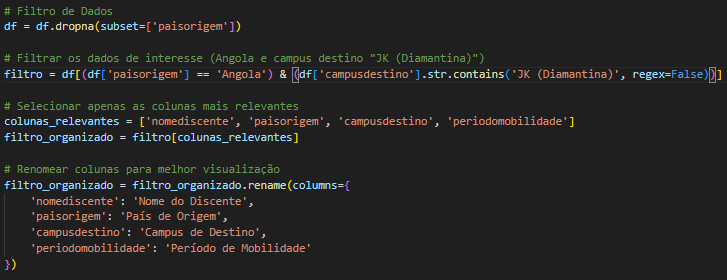 # Filtro de Dados
df = df.dropna(subset=['paisorigem'])
# Filtrar os dados de interesse (Angola e campus destino "JK (Diamantina)")
filtro = df[(df['paisorigem'] == 'Angola') & (df['campusdestino'].str.contains('JK (Diamantina)', regex=False))]
# Selecionar apenas as colunas mais relevantes
colunas_relevantes = ['nomediscente', 'paisorigem', 'campusdestino', 'periodomobilidade']
filtro_organizado = filtro[colunas_relevantes]
# Renomear colunas para melhor visualização
filtro_organizado = filtro_organizado.rename(columns={
    'nomediscente': 'Nome do Discente',
    'paisorigem': 'País de Origem',
    'campusdestino': 'Campus de Destino',
    'periodomobilidade': 'Período de Mobilidade'
})